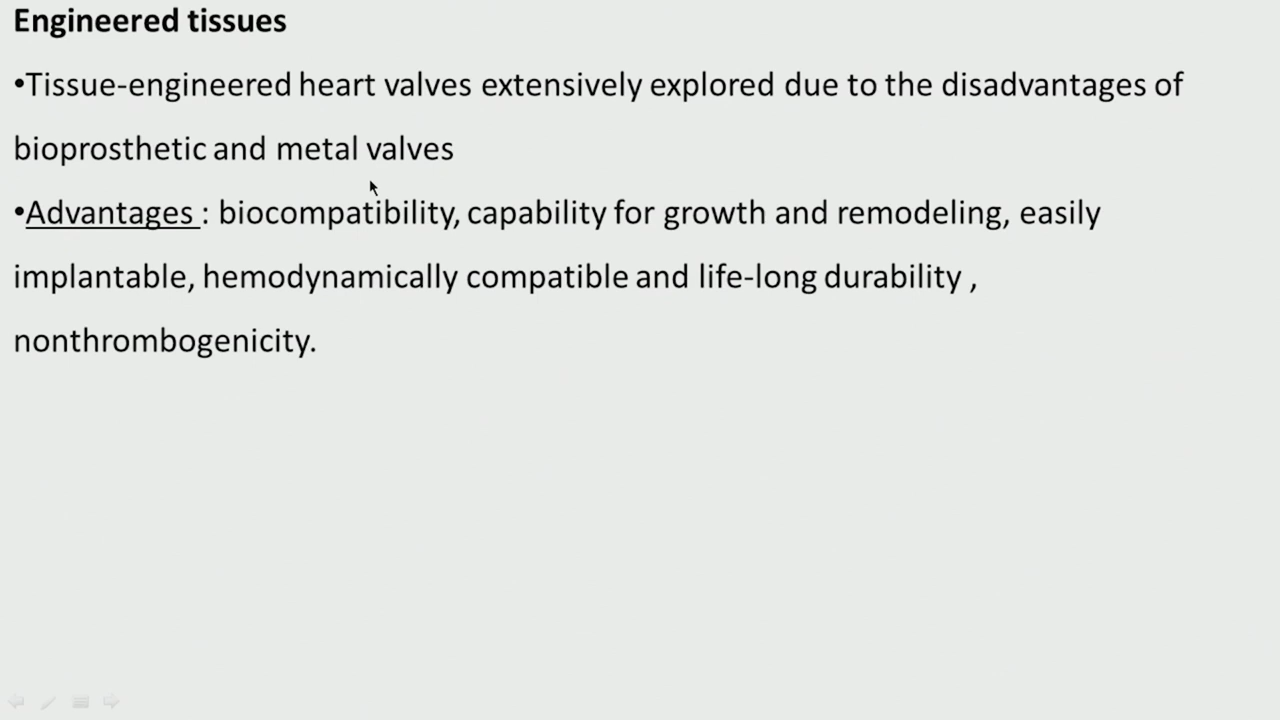 Engineered tissues
•Tissue-engineered heart valves extensively explored due to the disadvantages of
bioprosthetic and metal valves
•Advantages : biocompatibility, capability for growth and remodeling, easily
implantable, hemodynamically compatible and life-long durability ,
nonthrombogenicity.